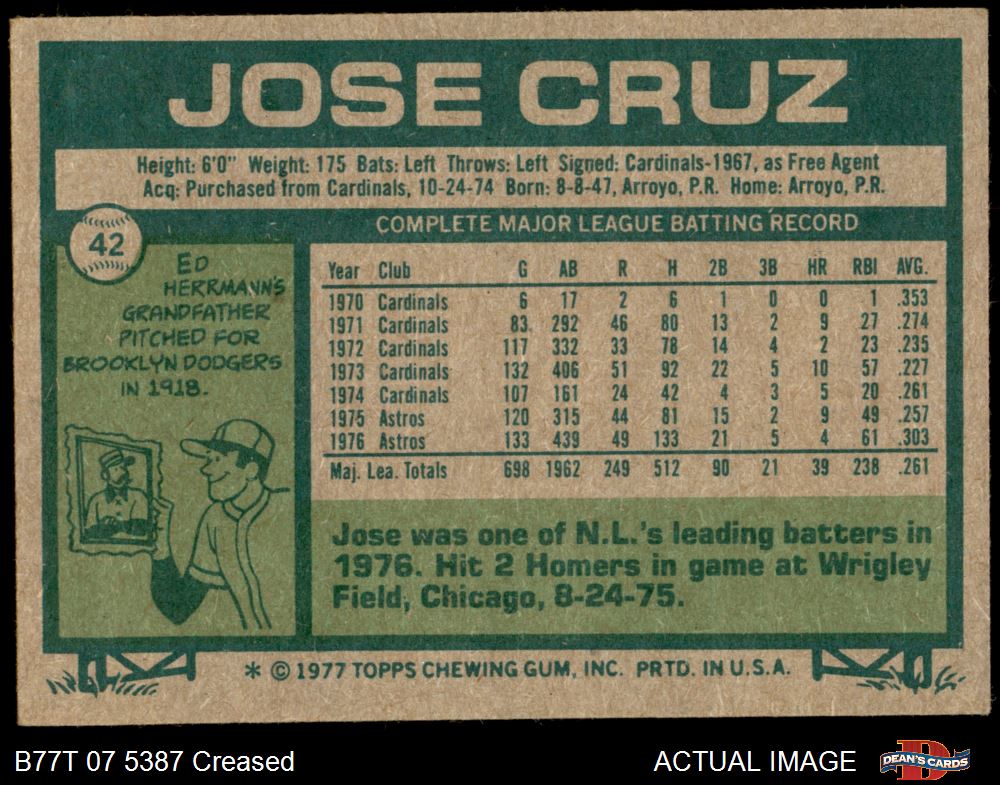 JOSE CRUZ
Height: 6'0" Weight: 175 Bats: Left Throws: Left Signed: Cardinals-1967, as Free Agent
Acq: Purchased from Cardinals, 10-24-74 Born: 8-8-47, Arroyo, P.R. Home: Arroyo, P.R.
42
ED
HERRMANN'S
GRANDFATHER
PITCHED FOR
BROOKLYN DODGERS
IN 1918.
COMPLETE MAJOR LEAGUE BATTING RECORD
Year Club G AB R H 2B 3B HR RBI AVG.
1970 Cardinals 6 17 2 6 1 0 0 1 .353
1971 Cardinals 83 292 46 80 13 2 9 27 .274
1972 Cardinals 117 332 33 78 14 4 2 23 .235
1973 Cardinals 132 406 51 92 22 5 10 57 .227
1974 Cardinals 107 161 24 42 4 3 5 20 .261
1975 Astros 120 315 44 81 15 2 9 49 .257
1976 Astros 133 439 49 133 21 5 4 61 .303
Maj. Lea. Totals 698 1962 249 512 90 21 39 238 .261
Jose was one of N.L.'s leading batters in
1976. Hit 2 Homers in game at Wrigley
Field, Chicago, 8-24-75.
* © 1977 TOPPS CHEWING GUM, INC. PRTD. IN U.S.A.
B77T 07 5387 Creased
ACTUAL IMAGE
DEAN'S CARDS